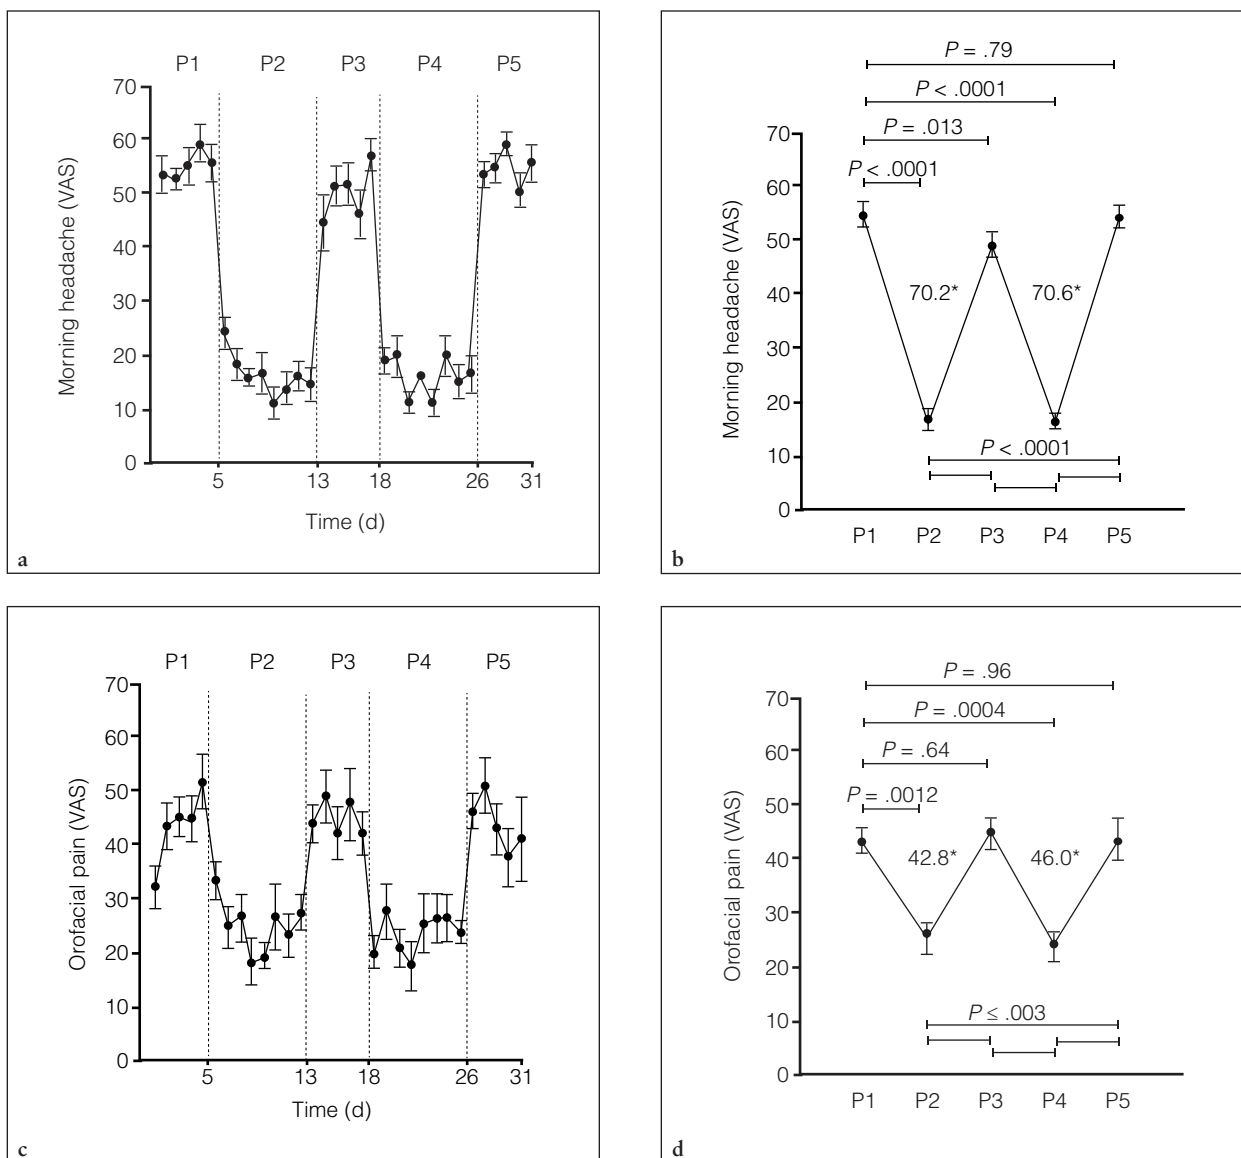 P1 P2 P3 P4 P5
70
60
50
40
30
20
10
0
Morning headache (VAS)
5 13 18 26 31
Time (d)
a
P = .79
P < .0001
P = .013
P < .0001
70
60
50
40
30
20
10
0
Morning headache (VAS)
70.2* 70.6*
P < .0001
P1 P2 P3 P4 P5
b
P1 P2 P3 P4 P5
70
60
50
40
30
20
10
0
Orofacial pain (VAS)
5 13 18 26 31
Time (d)
c
P = .96
P = .0004
P = .64
P = .0012
70
60
50
40
30
20
10
0
Orofacial pain (VAS)
42.8* 46.0*
P ≤ .003
P1 P2 P3 P4 P5
d